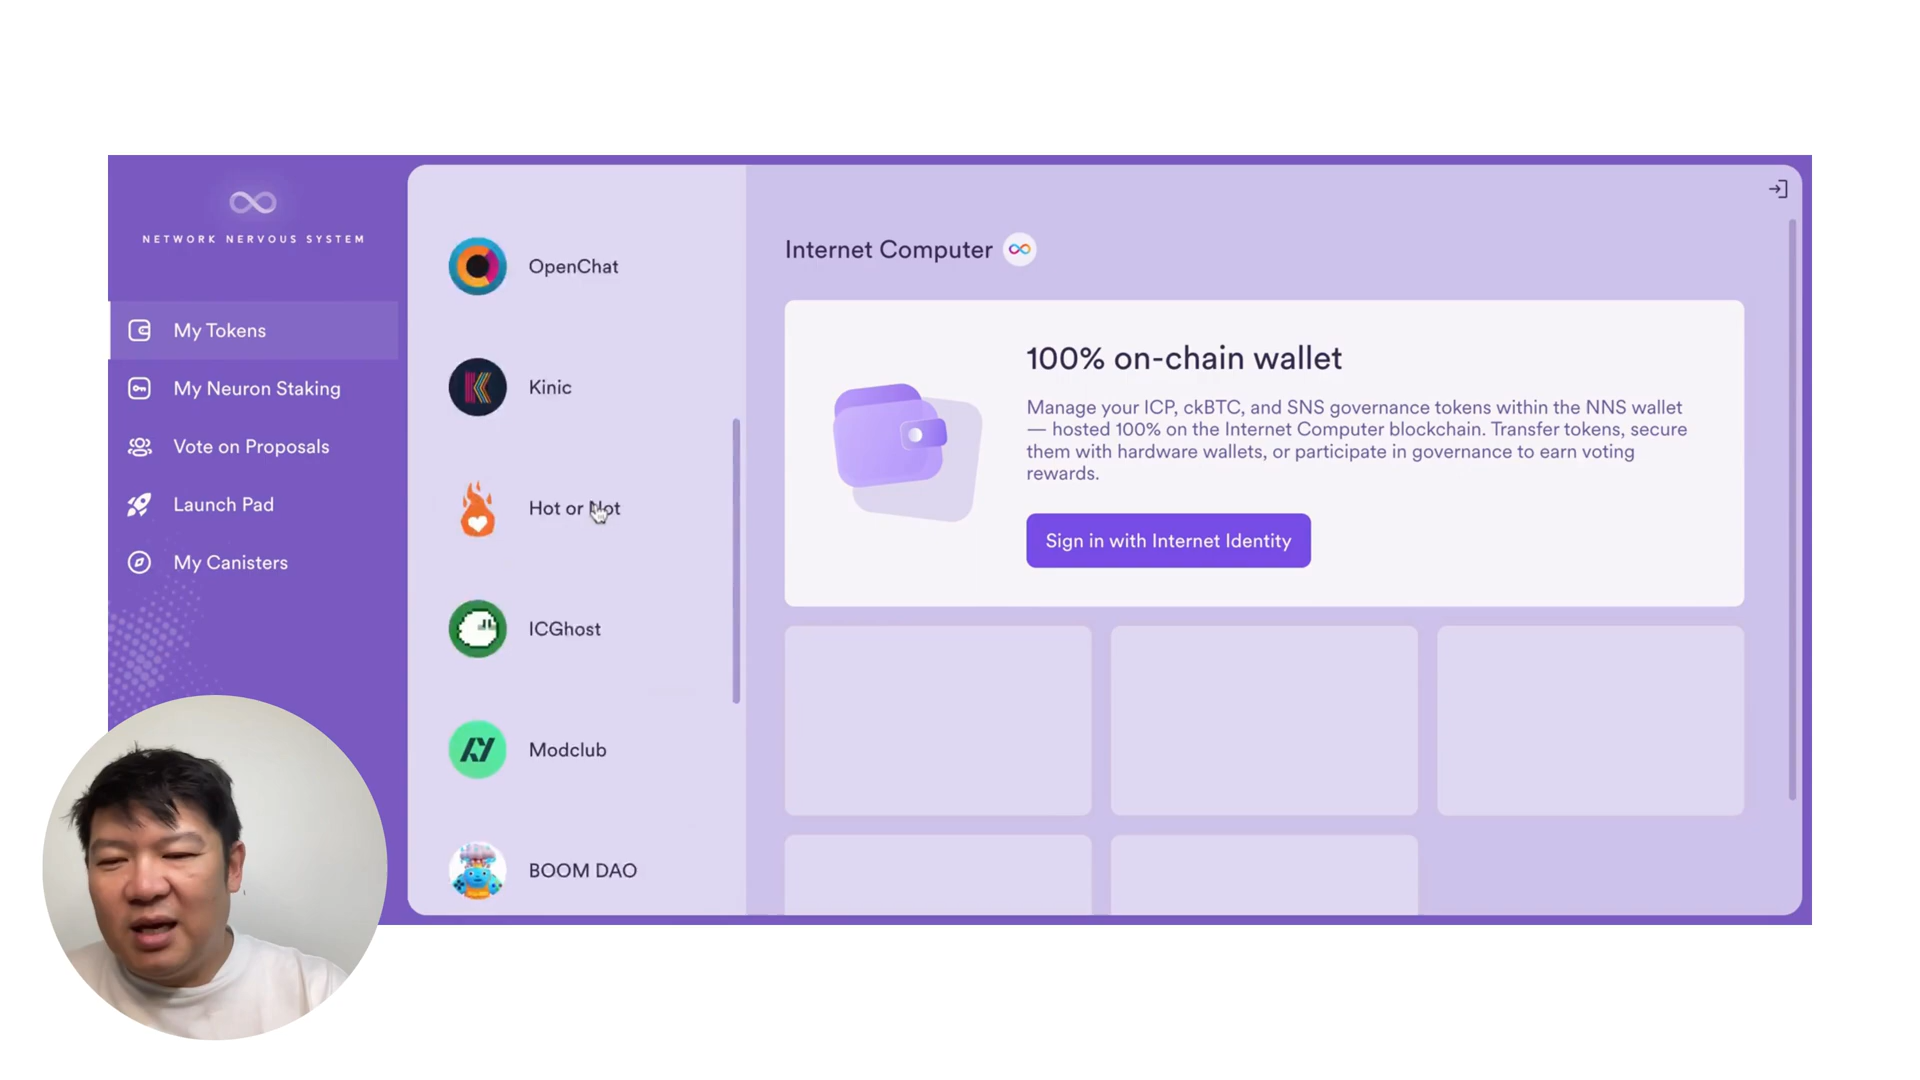 NETWORK NERVOUS SYSTEM
My Tokens
My Neuron Staking
Vote on Proposals
Launch Pad
My Canisters
OpenChat
Kinic
Hot or Not
ICGhost
Modclub
BOOM DAO
Internet Computer
100% on-chain wallet
Manage your ICP, ckBTC, and SNS governance tokens within the NNS wallet
— hosted 100% on the Internet Computer blockchain. Transfer tokens, secure
them with hardware wallets, or participate in governance to earn voting
rewards.
Sign in with Internet Identity